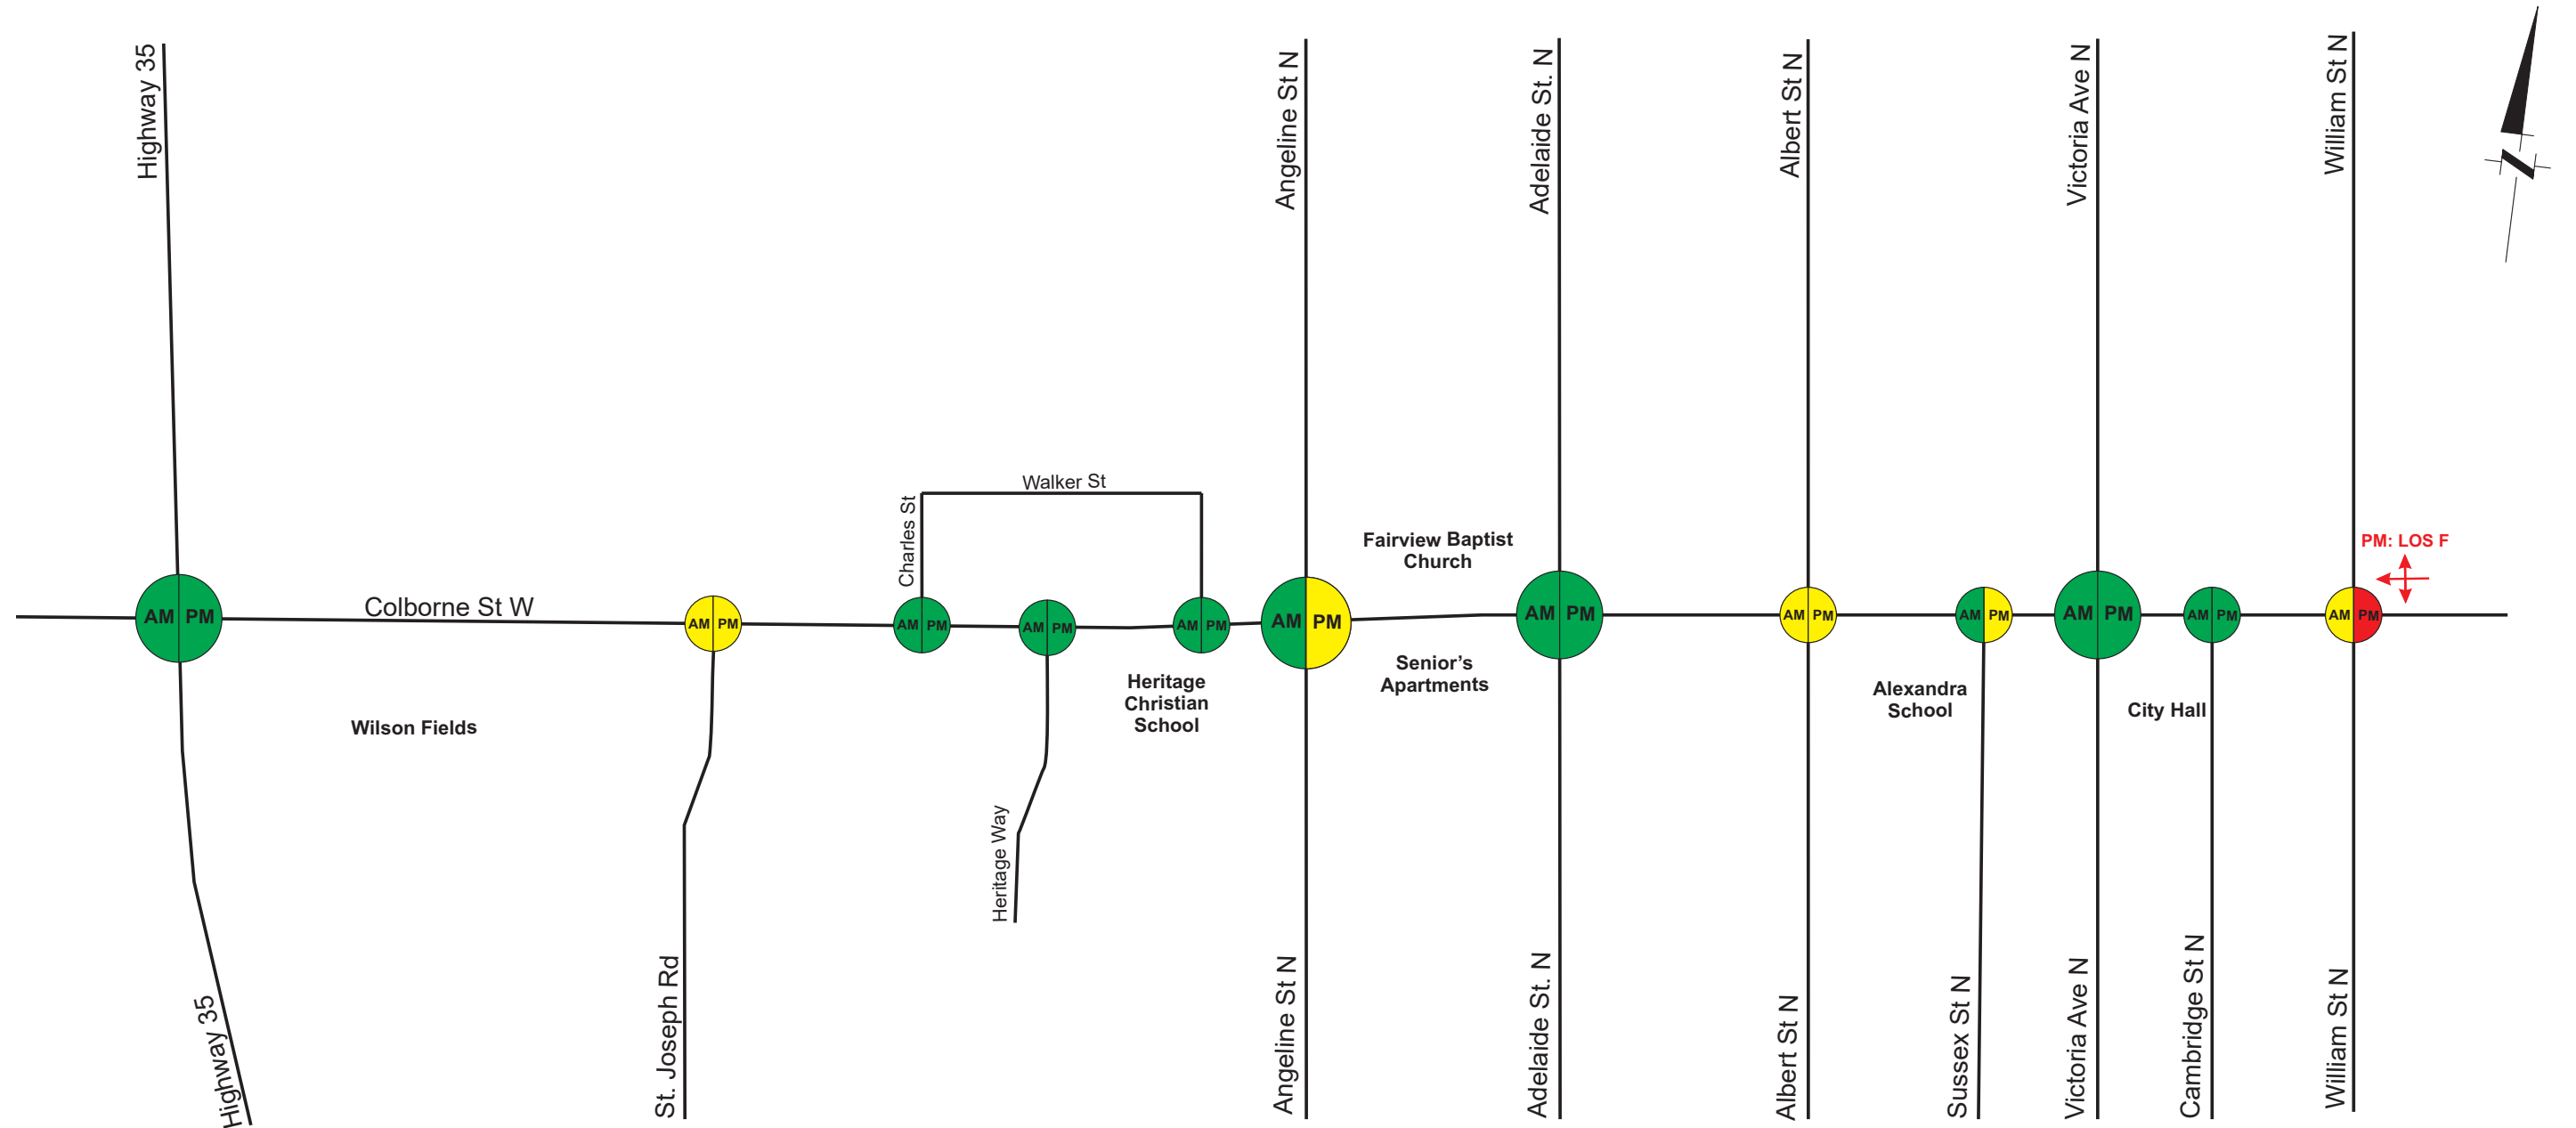 Highway 35
Angeline St N
Adelaide St. N
Albert St N
Victoria Ave N
William St N
N
Walker St
Charles St
Fairview Baptist
Church
PM: LOS F
Colborne St W
AM PM
AM PM
AM PM
AM PM
AM PM
AM PM
AM PM
AM PM
AM PM
AM PM
AM PM
AM PM
Wilson Fields
Heritage
Christian
School
Senior's
Apartments
Alexandra
School
City Hall
Heritage Way
Highway 35
St. Joseph Rd
Angeline St N
Adelaide St. N
Albert St N
Sussex St N
Victoria Ave N
Cambridge St N
William St N